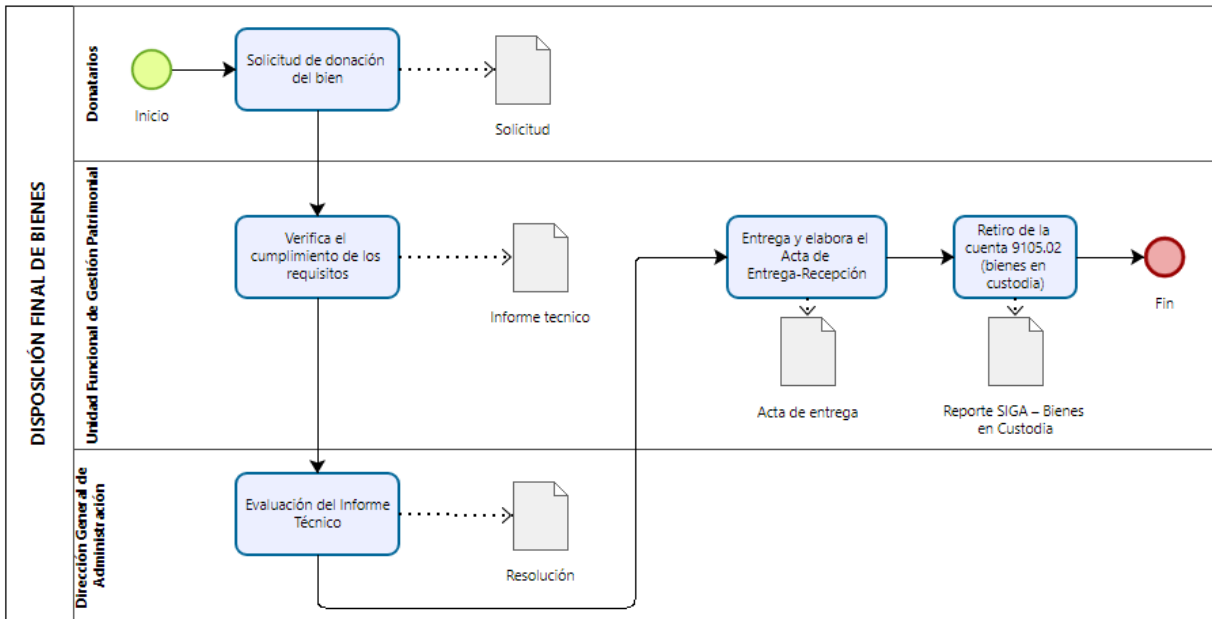 DISPOSICIÓN FINAL DE BIENES
Donatarios
Inicio
Solicitud de donación
del bien
Solicitud
Unidad Funcional de Gestión Patrimonial
Verifica el
cumplimiento de los
requisitos
Informe tecnico
Entrega y elabora el
Acta de
Entrega-Recepción
Acta de entrega
Retiro de la
cuenta 9105.02
(bienes en
custodia)
Reporte SIGA – Bienes
en Custodia
Fin
Dirección General de
Administración
Evaluación del Informe
Técnico
Resolución